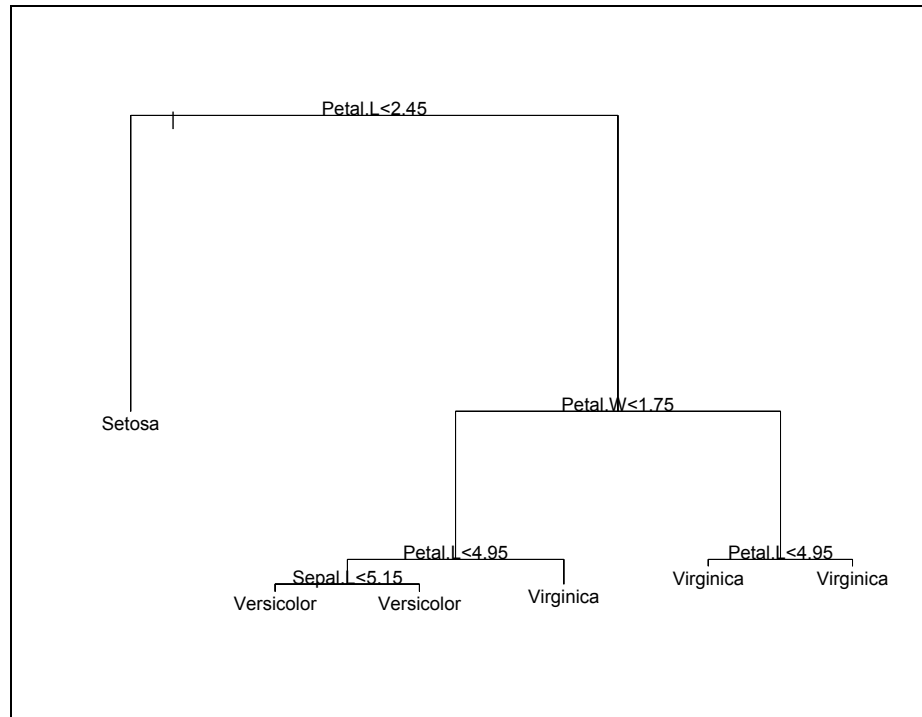 Petal.L<2.45
Setosa
Petal.W<1.75
Petal.L<4.95
Petal.L<4.95
Sepal.L<5.15
Versicolor
Versicolor
Virginica
Virginica
Virginica